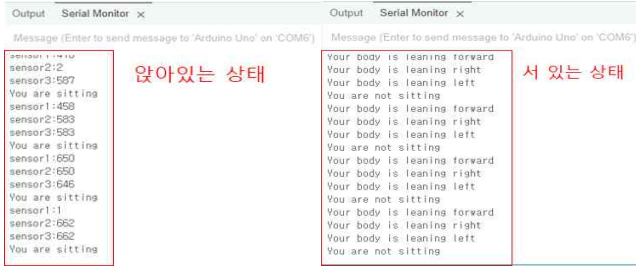 Output Serial Monitor ×
Message (Enter to send message to 'Arduino Uno' on 'COM6')
sensor2:2
sensor3:587
You are sitting
sensor1:458
sensor2:583
sensor3:583
You are sitting
sensor1:650
sensor2:650
sensor3:646
You are sitting
sensor1:1
sensor2:662
sensor3:662
You are sitting
앉아있는 상태
Output Serial Monitor ×
Message (Enter to send message to 'Arduino Uno' on 'COM6')
Your body is leaning forward
Your body is leaning right
Your body is leaning left
You are not sitting
Your body is leaning forward
Your body is leaning right
Your body is leaning left
You are not sitting
Your body is leaning forward
Your body is leaning right
Your body is leaning left
You are not sitting
Your body is leaning forward
Your body is leaning right
Your body is leaning left
You are not sitting
서 있는 상태